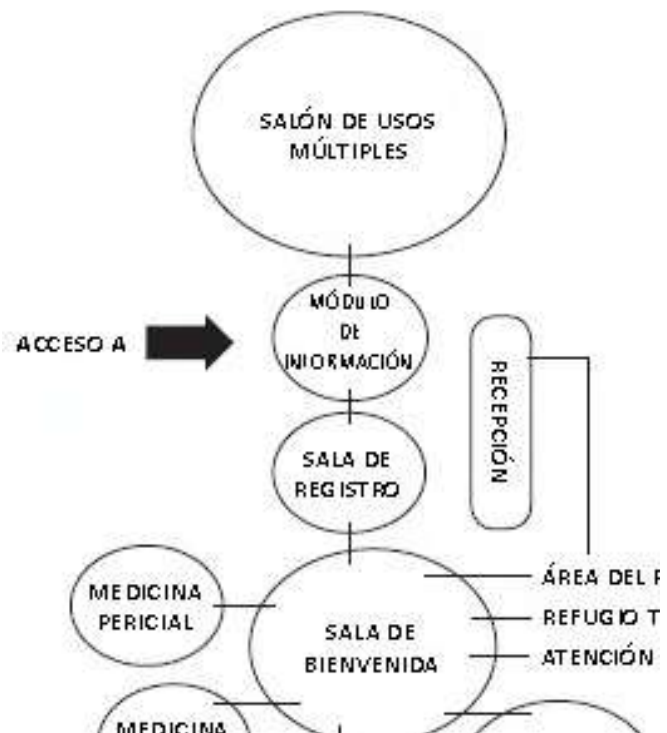 SALÓN DE USOS
MÚLTIPLES
MÓDULO
DE
INFORMACIÓN
ACCESO A
RECEPCIÓN
SALA DE
REGISTRO
MEDICINA
PERICIAL
SALA DE
BIENVENIDA
ÁREA DEL
REFUGIO T
ATENCIÓN
MEDICINA